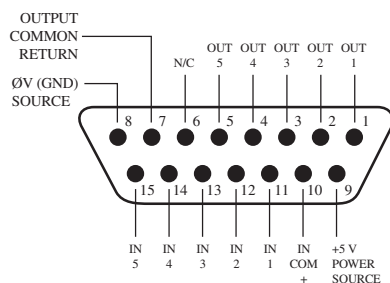 OUTPUT
COMMON
RETURN
ØV (GND)
SOURCE
N/C
OUT
5
OUT
4
OUT
3
OUT
2
OUT
1
8
7
6
5
4
3
2
1
15
14
13
12
11
10
9
IN
5
IN
4
IN
3
IN
2
IN
1
IN
COM
+
+5 V
POWER
SOURCE